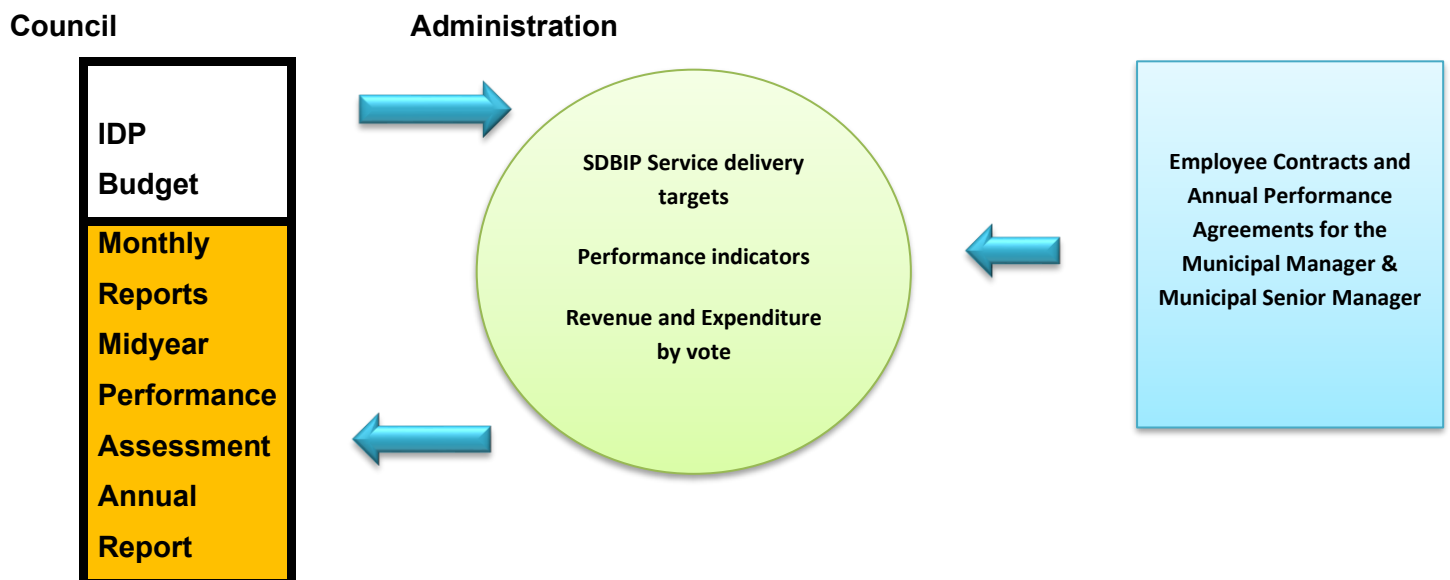 Council
Administration
IDP
Budget
Monthly
Reports
Midyear
Performance
Assessment
Annual
Report
SDBIP Service delivery
targets
Performance indicators
Revenue and Expenditure
by vote
Employee Contracts and
Annual Performance
Agreements for the
Municipal Manager &
Municipal Senior Manager